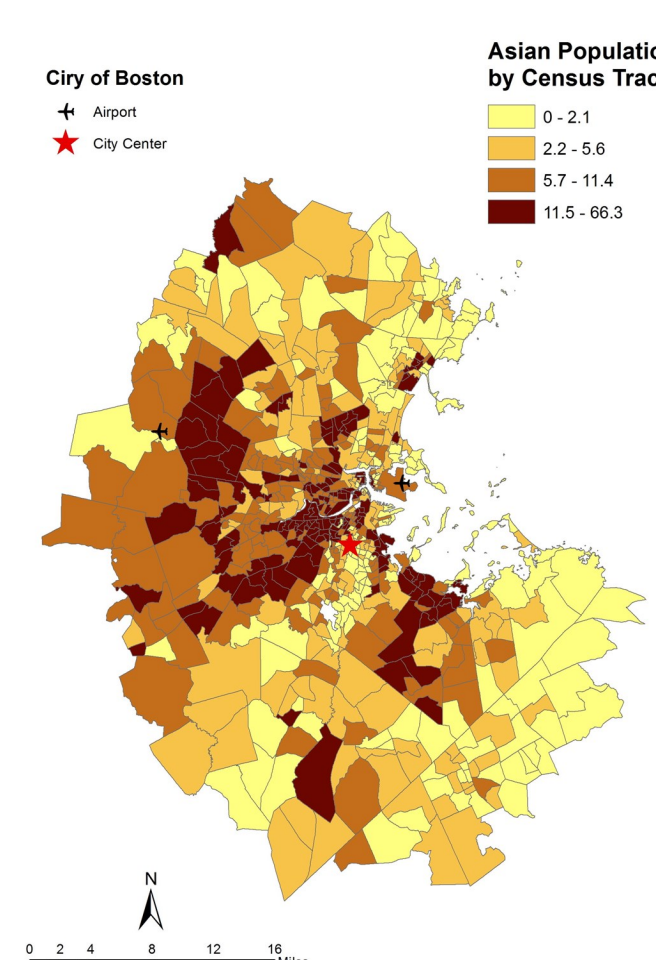 Asian Populatio
by Census Trac
Ciry of Boston
Airport
City Center
0 - 2.1
2.2 - 5.6
5.7 - 11.4
11.5 - 66.3
N
0 2 4 8 12 16
Miles